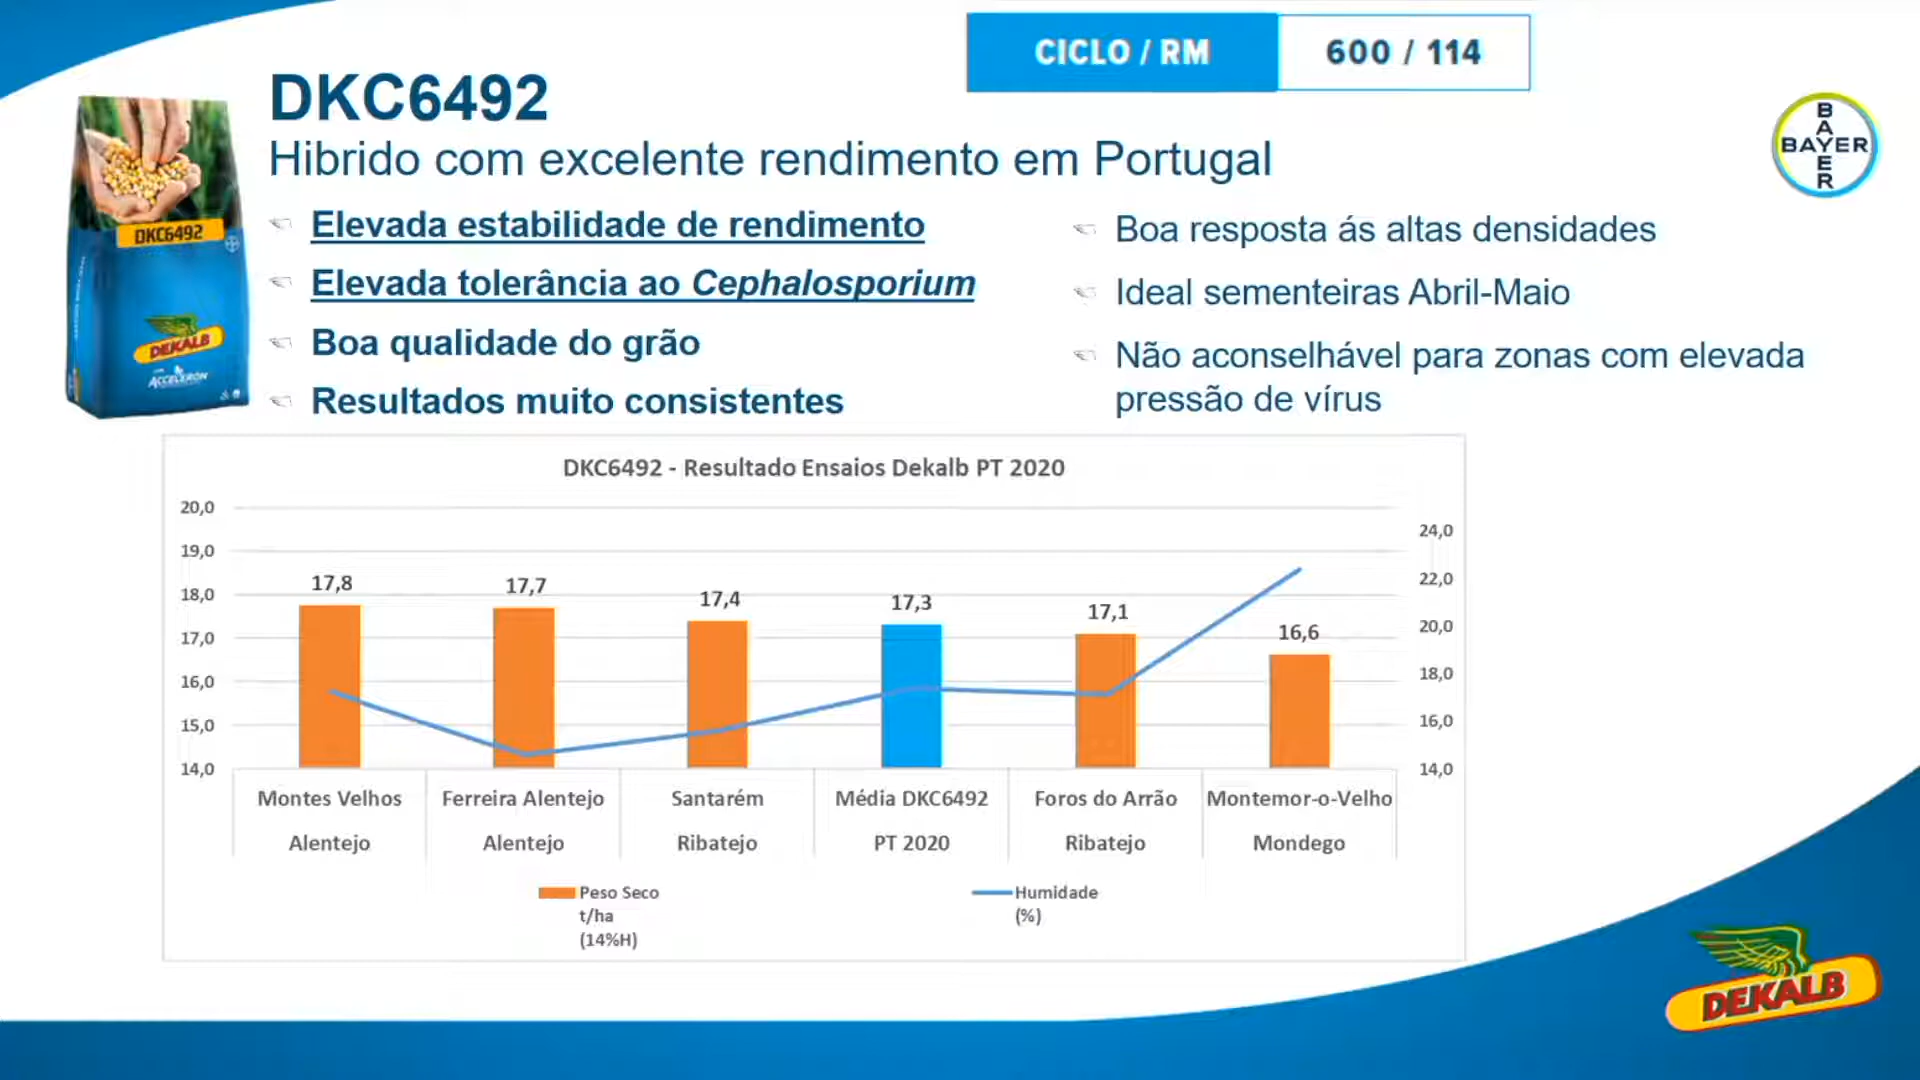 CICLO / RM 600 / 114
DKC6492
Hibrido com excelente rendimento em Portugal
BAYER
BAYER
DKC6492
DEKALB
ACCELERON
Elevada estabilidade de rendimento
Elevada tolerância ao Cephalosporium
Boa qualidade do grão
Resultados muito consistentes
Boa resposta ás altas densidades
Ideal sementeiras Abril-Maio
Não aconselhável para zonas com elevada
pressão de vírus
DKC6492 - Resultado Ensaios Dekalb PT 2020
20,0
19,0
18,0
17,0
16,0
15,0
14,0
17,8
17,7
17,4
17,3
17,1
16,6
24,0
22,0
20,0
18,0
16,0
14,0
Montes Velhos Ferreira Alentejo Santarém Média DKC6492 Foros do Arrão Montemor-o-Velho
Alentejo Alentejo Ribatejo PT 2020 Ribatejo Mondego
Peso Seco
t/ha
(14%H)
Humidade
(%)
DEKALB